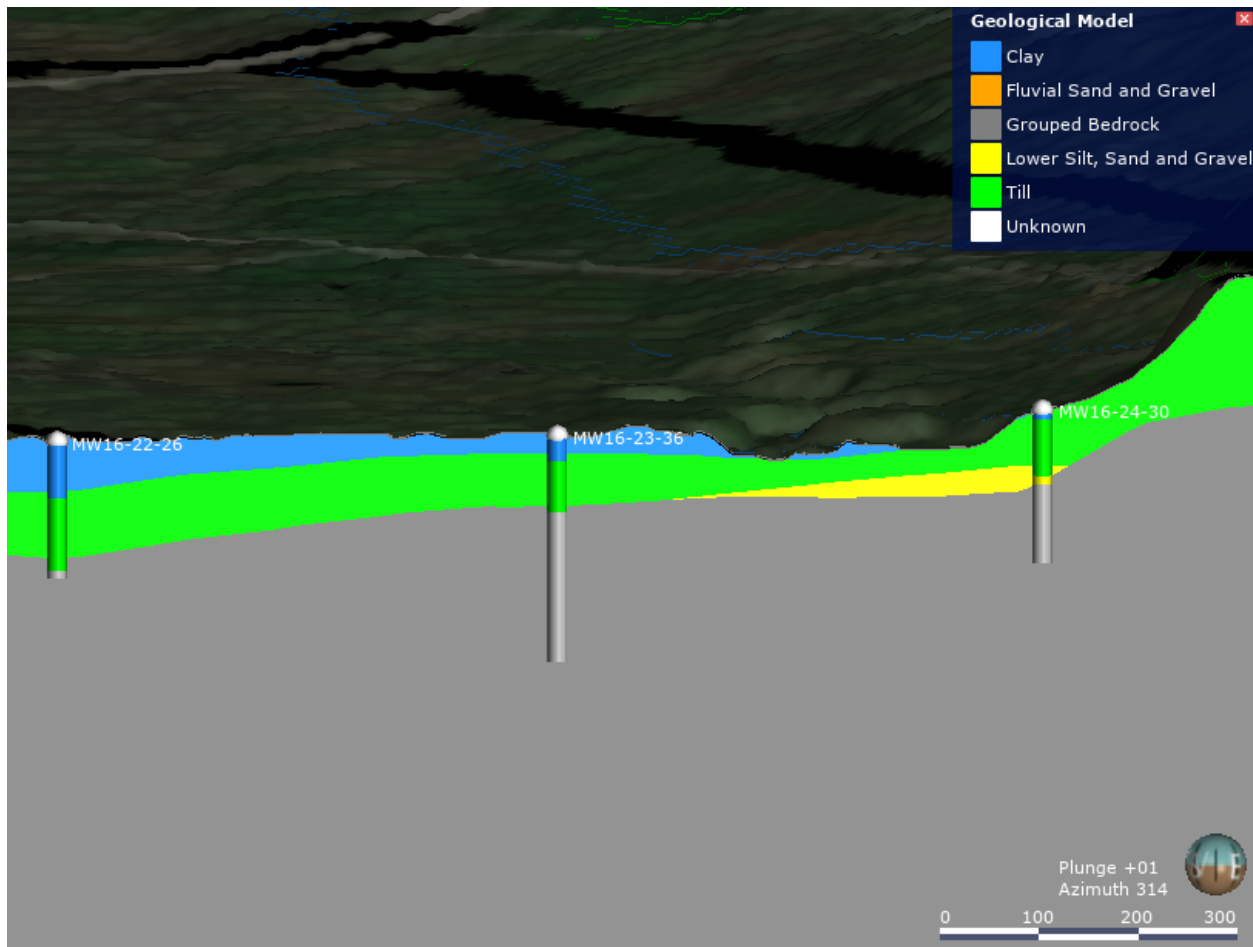 Geological Model
Clay
Fluvial Sand and Gravel
Grouped Bedrock
Lower Silt, Sand and Gravel
Till
Unknown
MW16-24-30
MW16-23-36
MW16-22-26
Plunge +01
Azimuth 314
0 100 200 300